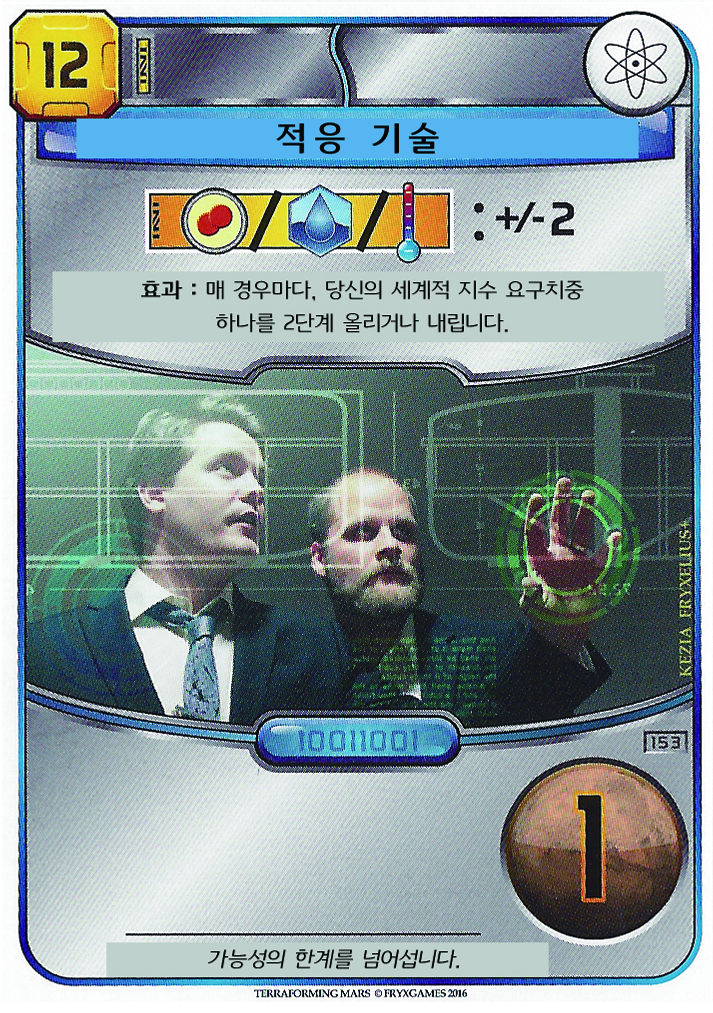 12
적응 기술
: +/- 2
효과 : 매 경우마다, 당신의 세계적 지수 요구치중
하나를 2단계 올리거나 내립니다.
KEZIA FRYXELIUS+
10011001
153
1
가능성의 한계를 넘어섭니다.
TERRAFORMING MARS © FRYXGAMES 2016